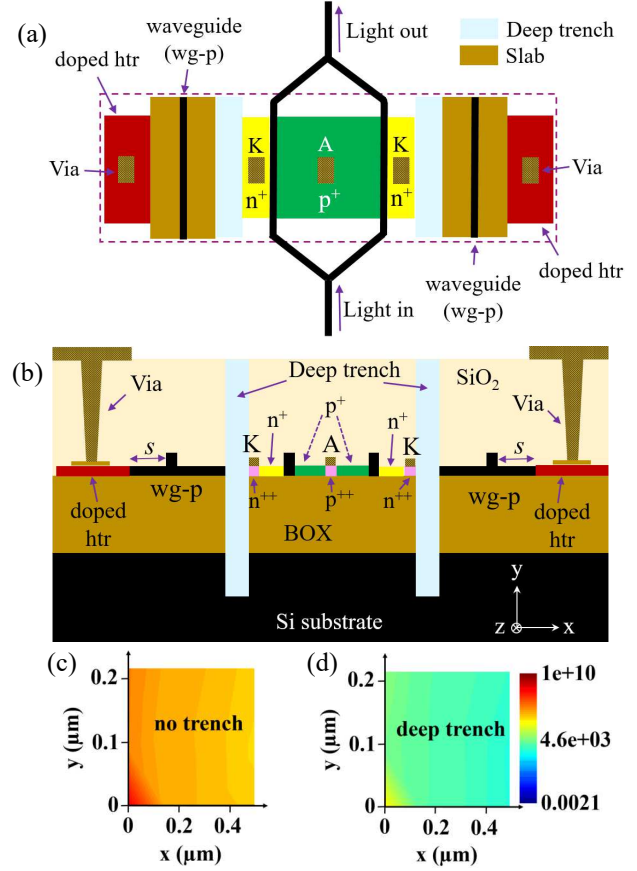 (a)
waveguide
(wg-p)
Light out
Deep trench
Slab
doped htr
Via
K
n⁺
A
p⁺
K
n⁺
Via
doped htr
Light in
waveguide
(wg-p)
(b)
Via
Deep trench
SiO₂
Via
p⁺
n⁺
n⁺
K
A
K
s
s
wg-p
n⁺⁺
p⁺⁺
n⁺⁺
wg-p
doped
htr
doped
htr
BOX
Si substrate
y
z
x
(c)
0.2
0.1
0
y (μm)
no trench
0
0.2
0.4
x (μm)
(d)
0.2
0.1
0
y (μm)
deep trench
0
0.2
0.4
x (μm)
1e+10
4.6e+03
0.0021